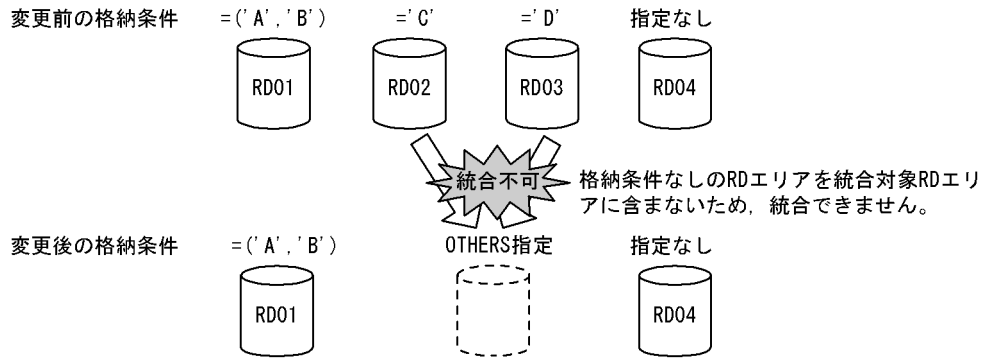 変更前の格納条件 =('A','B') ='C' ='D' 指定なし
RD01 RD02 RD03 RD04
統合不可 格納条件なしのRDエリアを統合対象RDエリ
アに含まないため，統合できません。
変更後の格納条件 =('A','B') OTHERS指定 指定なし
RD01 RD04